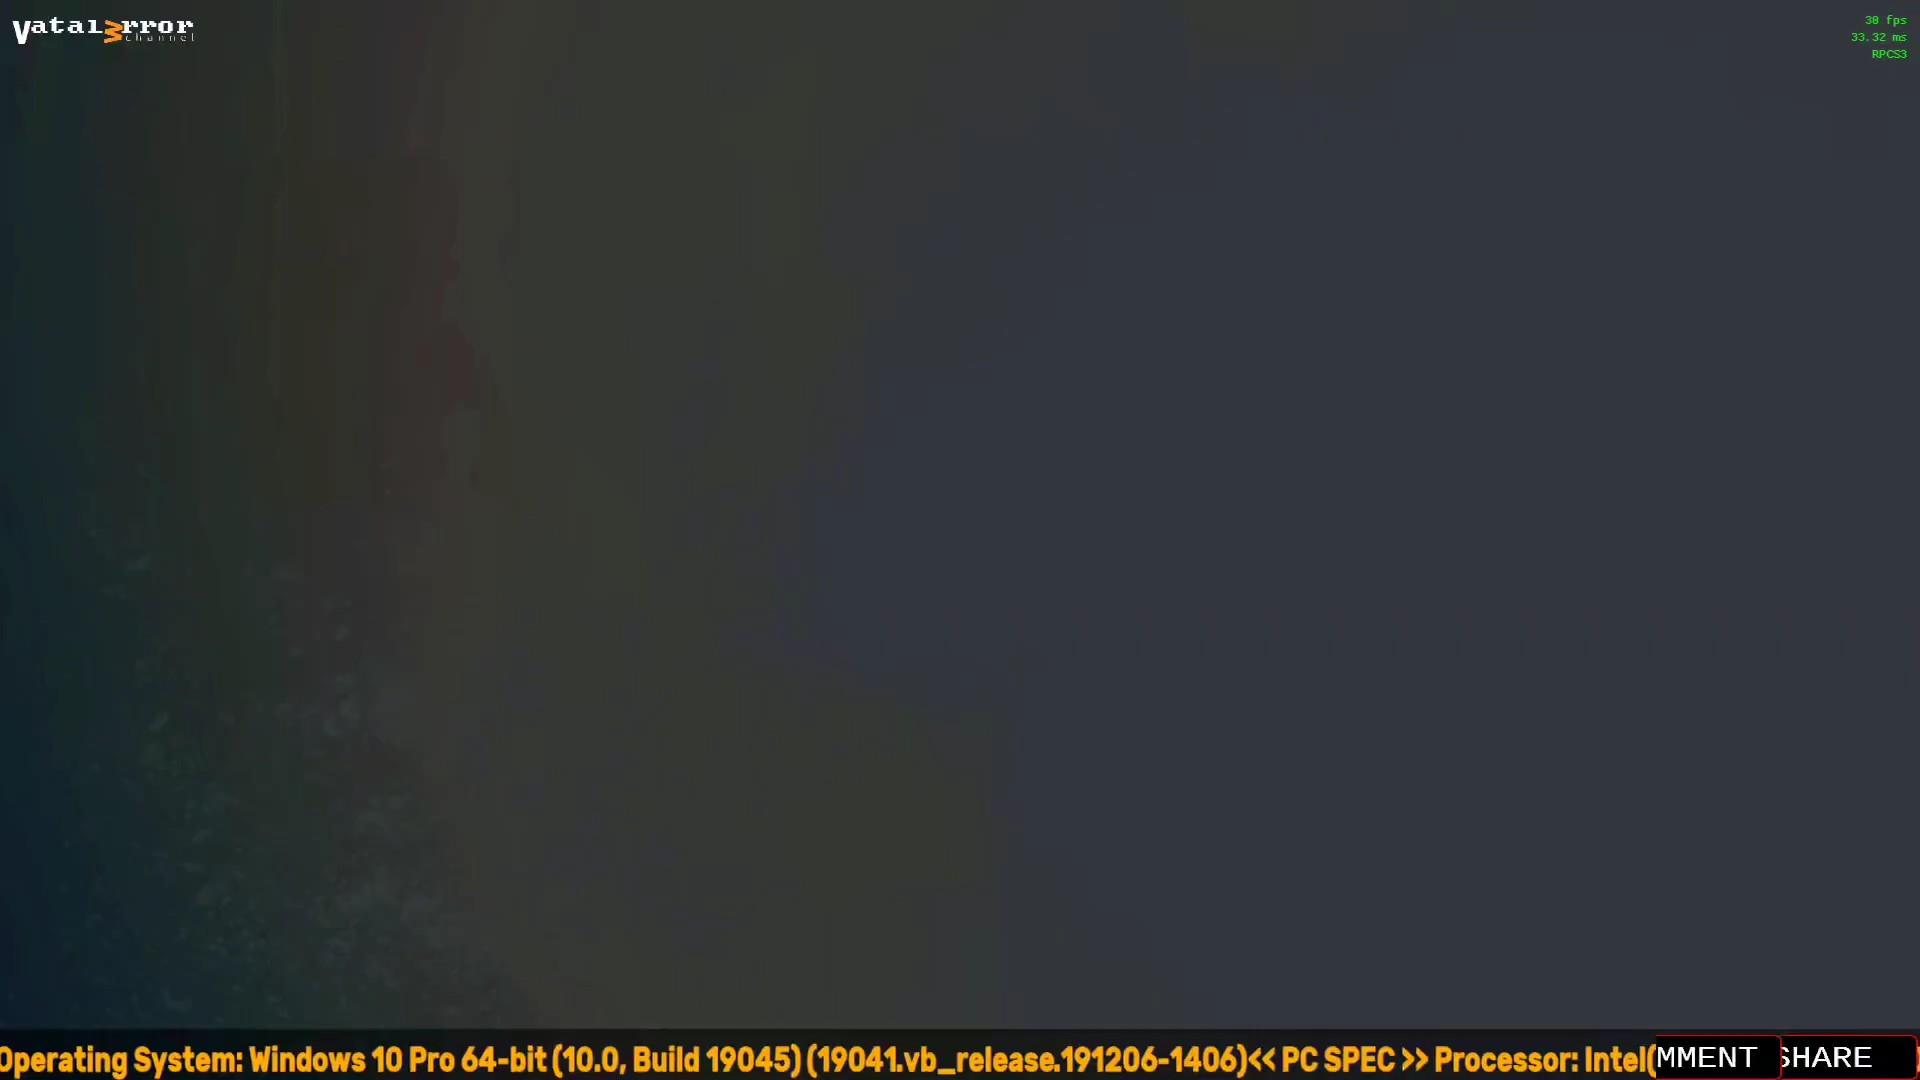 Vatalerror
channel
30 fps
33.32 ms
RPCS3
Operating System: Windows 10 Pro 64-bit (10.0, Build 19045) (19041.vb_release.191206-1406)<< PC SPEC >> Processor: Intel(
MMENT SHARE